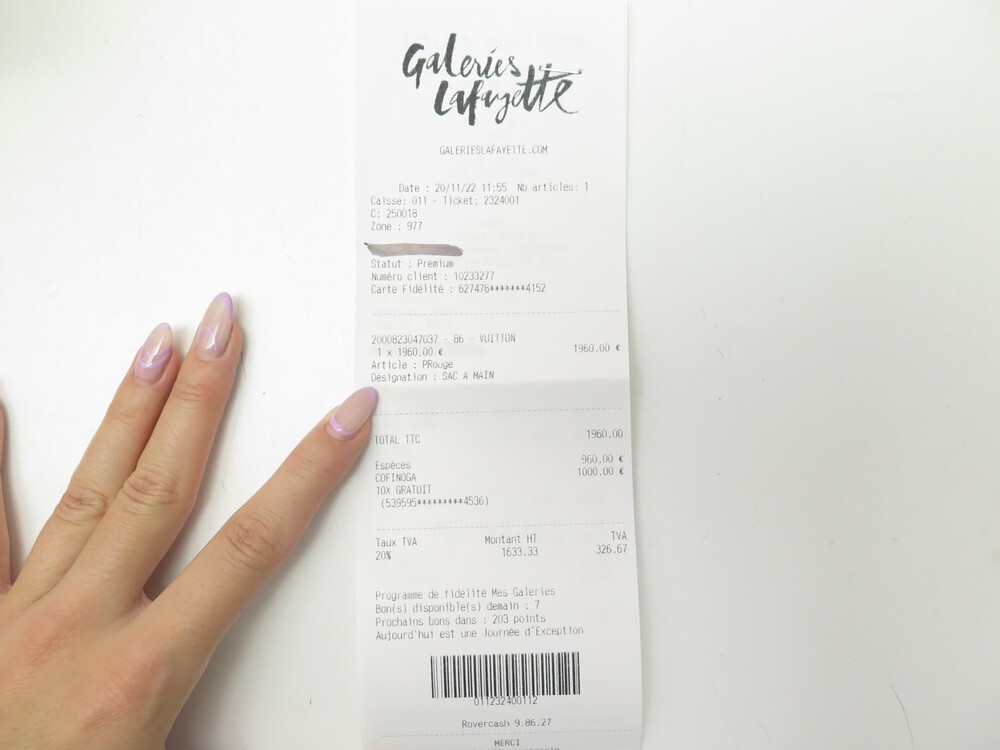 Galeries
Lafayette
GALERIESLAFAYETTE.COM
Date : 20/11/22 11:55 Nb articles: 1
Caisse: 011 - Ticket: 2324001
C: 250018
Zone : 977
Statut : Premium
Numéro client : 10233277
Carte Fidélité : 627476*******4152
2000823047037 - B6 - VUITTON
1 x 1960.00 € 1960.00 €
Article : PRouge
Désignation : SAC A MAIN
TOTAL TTC 1960.00
Espèces 960.00 €
COFINOGA 1000.00 €
10X GRATUIT
(539595*********4536)
Taux TVA Montant HT TVA
20% 1633.33 326.67
Programme de fidélité Mes Galeries
Bon(s) disponible(s) demain : 7
Prochains bons dans : 203 points
Aujourd'hui est une Journée d'Exception
011232400112
Rovercash 9.86.27
MERCI